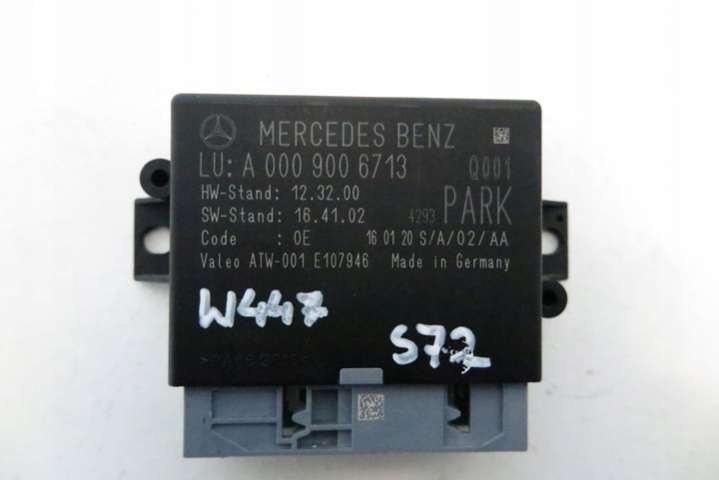 MERCEDES BENZ
LU: A 000 900 6713 Q001
HW-Stand: 12.32.00
SW-Stand: 16.41.02 4293 PARK
Code : 0E 16 01 20 S/A/02/AA
Valeo ATW-001 E107946 Made in Germany
W447
S72